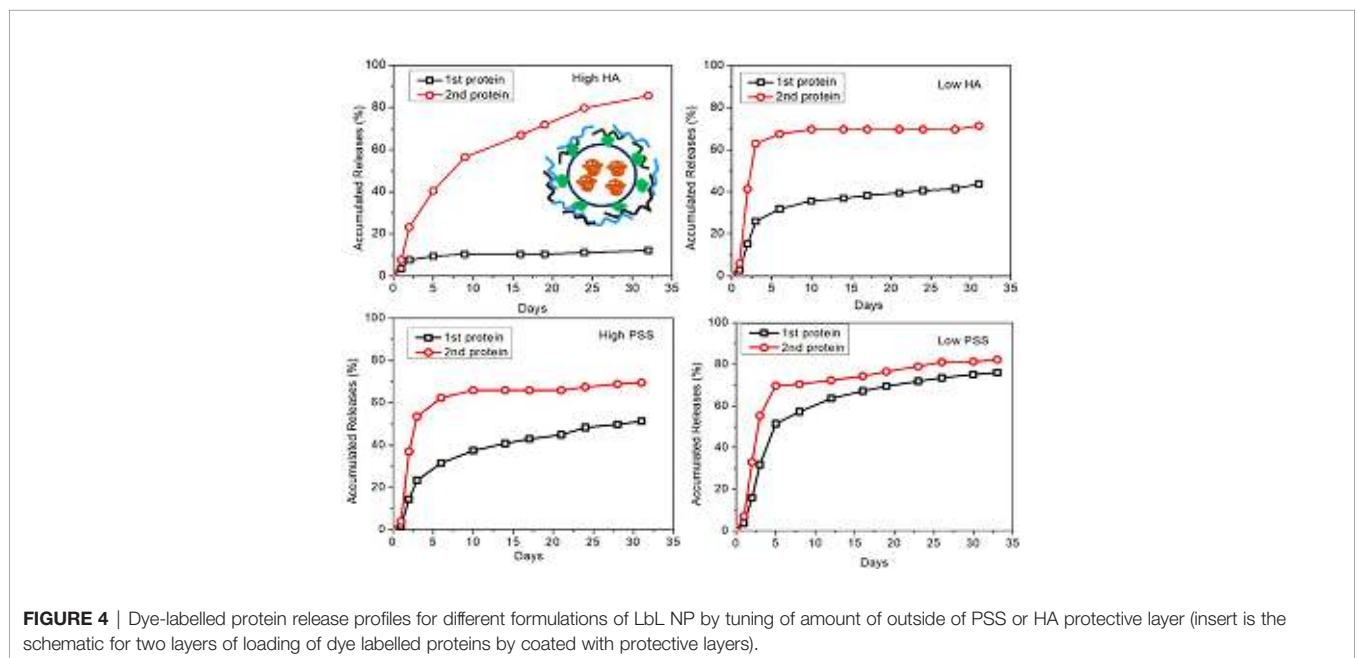 100
80
60
40
20
0
Accumulated Releases (%)
1st protein
2nd protein
High HA
0 5 10 15 20 25 30 35
Days
100
80
60
40
20
0
Accumulated Releases (%)
1st protein
2nd protein
Low HA
0 5 10 15 20 25 30 35
Days
100
80
60
40
20
0
Accumulated Releases (%)
1st protein
2nd protein
High PSS
0 5 10 15 20 25 30 35
Days
100
80
60
40
20
0
Accumulated Releases (%)
1st protein
2nd protein
Low PSS
0 5 10 15 20 25 30 35
Days
FIGURE 4 | Dye-labelled protein release profiles for different formulations of LbL NP by tuning of amount of outside of PSS or HA protective layer (insert is the
schematic for two layers of loading of dye labelled proteins by coated with protective layers).